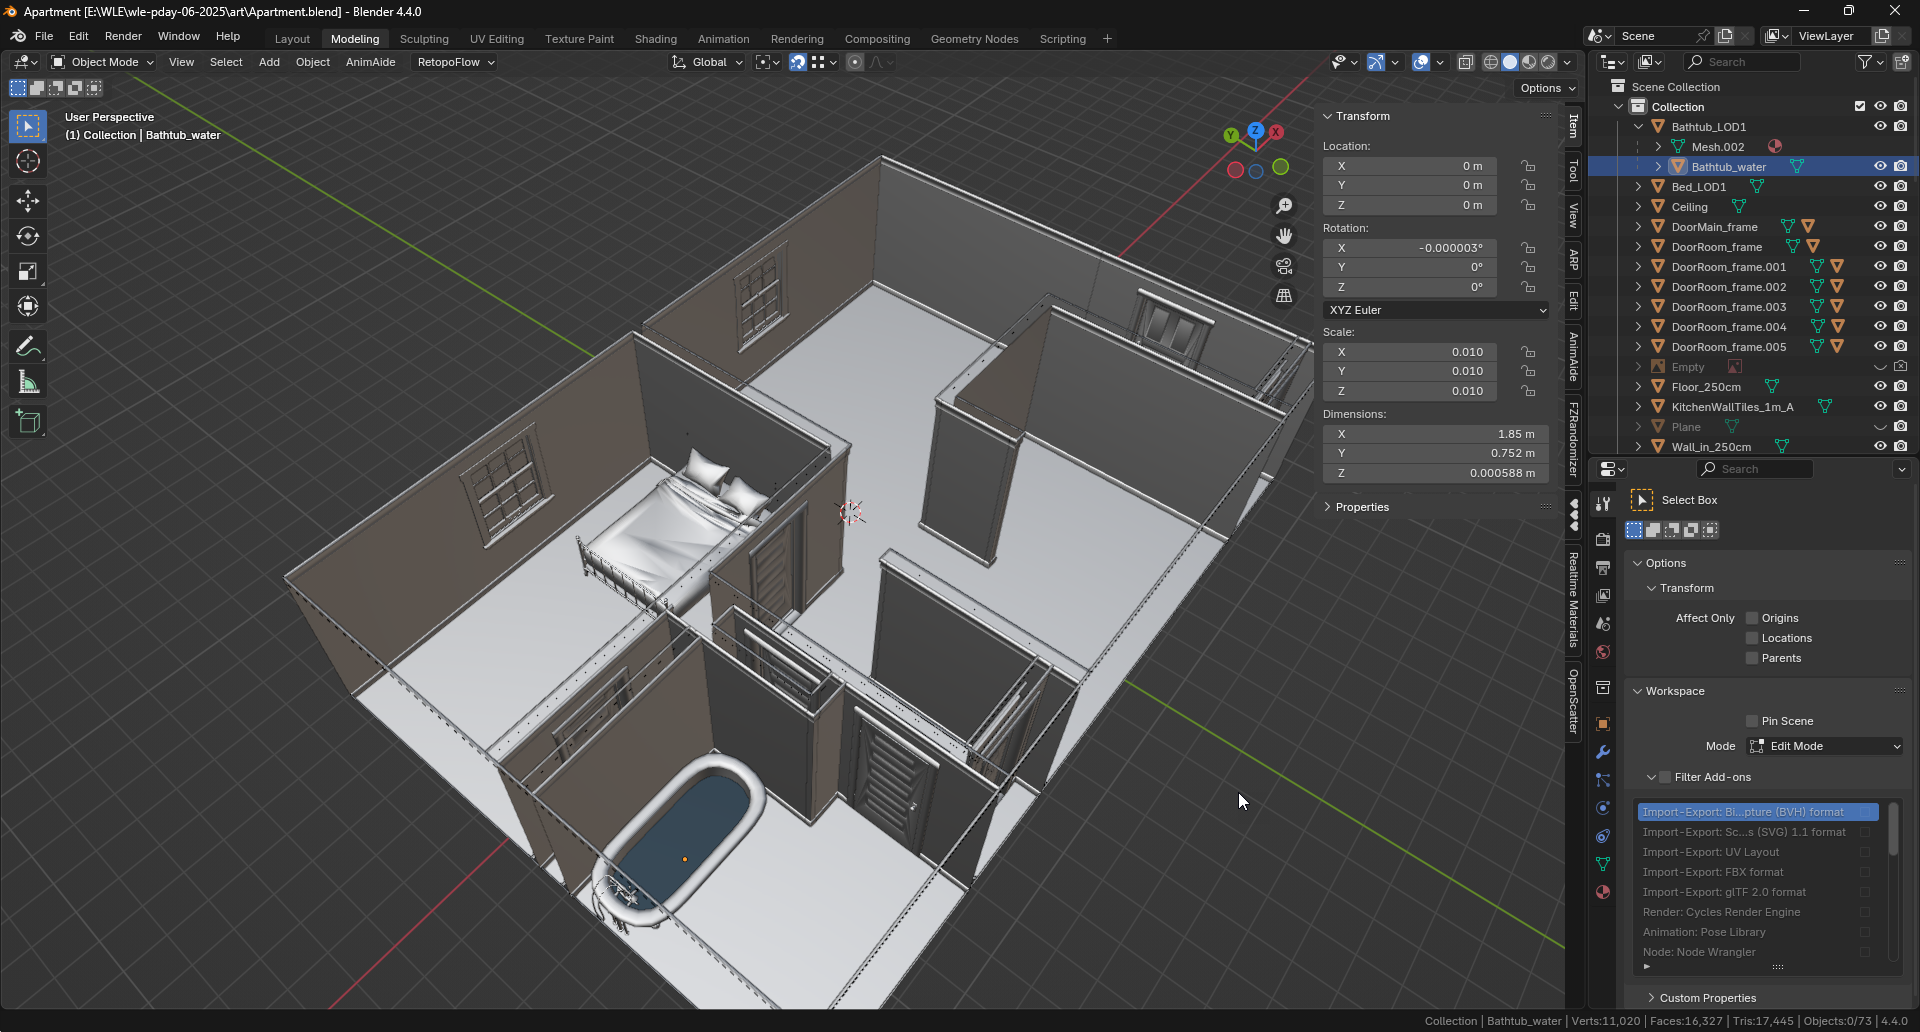 Apartment [E:\WLE\wle-pday-06-2025\art\Apartment.blend] - Blender 4.4.0
File Edit Render Window Help Layout Modeling Sculpting UV Editing Texture Paint Shading Animation Rendering Compositing Geometry Nodes Scripting + Scene ViewLayer
Object Mode View Select Add Object AnimAide RetopoFlow Global Search
Options
User Perspective
(1) Collection | Bathtub_water
Y Z X
Transform
Location:
X 0 m
Y 0 m
Z 0 m
Rotation:
X -0.000003°
Y 0°
Z 0°
XYZ Euler
Scale:
X 0.010
Y 0.010
Z 0.010
Dimensions:
X 1.85 m
Y 0.752 m
Z 0.000588 m
Properties
Item
Tool
View
ARP
Edit
AnimAide
FZRandomizer
Realtime Materials
OpenScatter
Scene Collection
Collection
Bathtub_LOD1
Mesh.002
Bathtub_water
Bed_LOD1
Ceiling
DoorMain_frame
DoorRoom_frame
DoorRoom_frame.001
DoorRoom_frame.002
DoorRoom_frame.003
DoorRoom_frame.004
DoorRoom_frame.005
Empty
Floor_250cm
KitchenWallTiles_1m_A
Plane
Wall_in_250cm
Search
Select Box
Options
Transform
Affect Only Origins
Locations
Parents
Workspace
Pin Scene
Mode Edit Mode
Filter Add-ons
Import-Export: Bi...pture (BVH) format
Import-Export: Sc...s (SVG) 1.1 format
Import-Export: UV Layout
Import-Export: FBX format
Import-Export: glTF 2.0 format
Render: Cycles Render Engine
Animation: Pose Library
Node: Node Wrangler
Custom Properties
Collection | Bathtub_water | Verts:11,020 | Faces:16,327 | Tris:17,445 | Objects:0/73 | 4.4.0